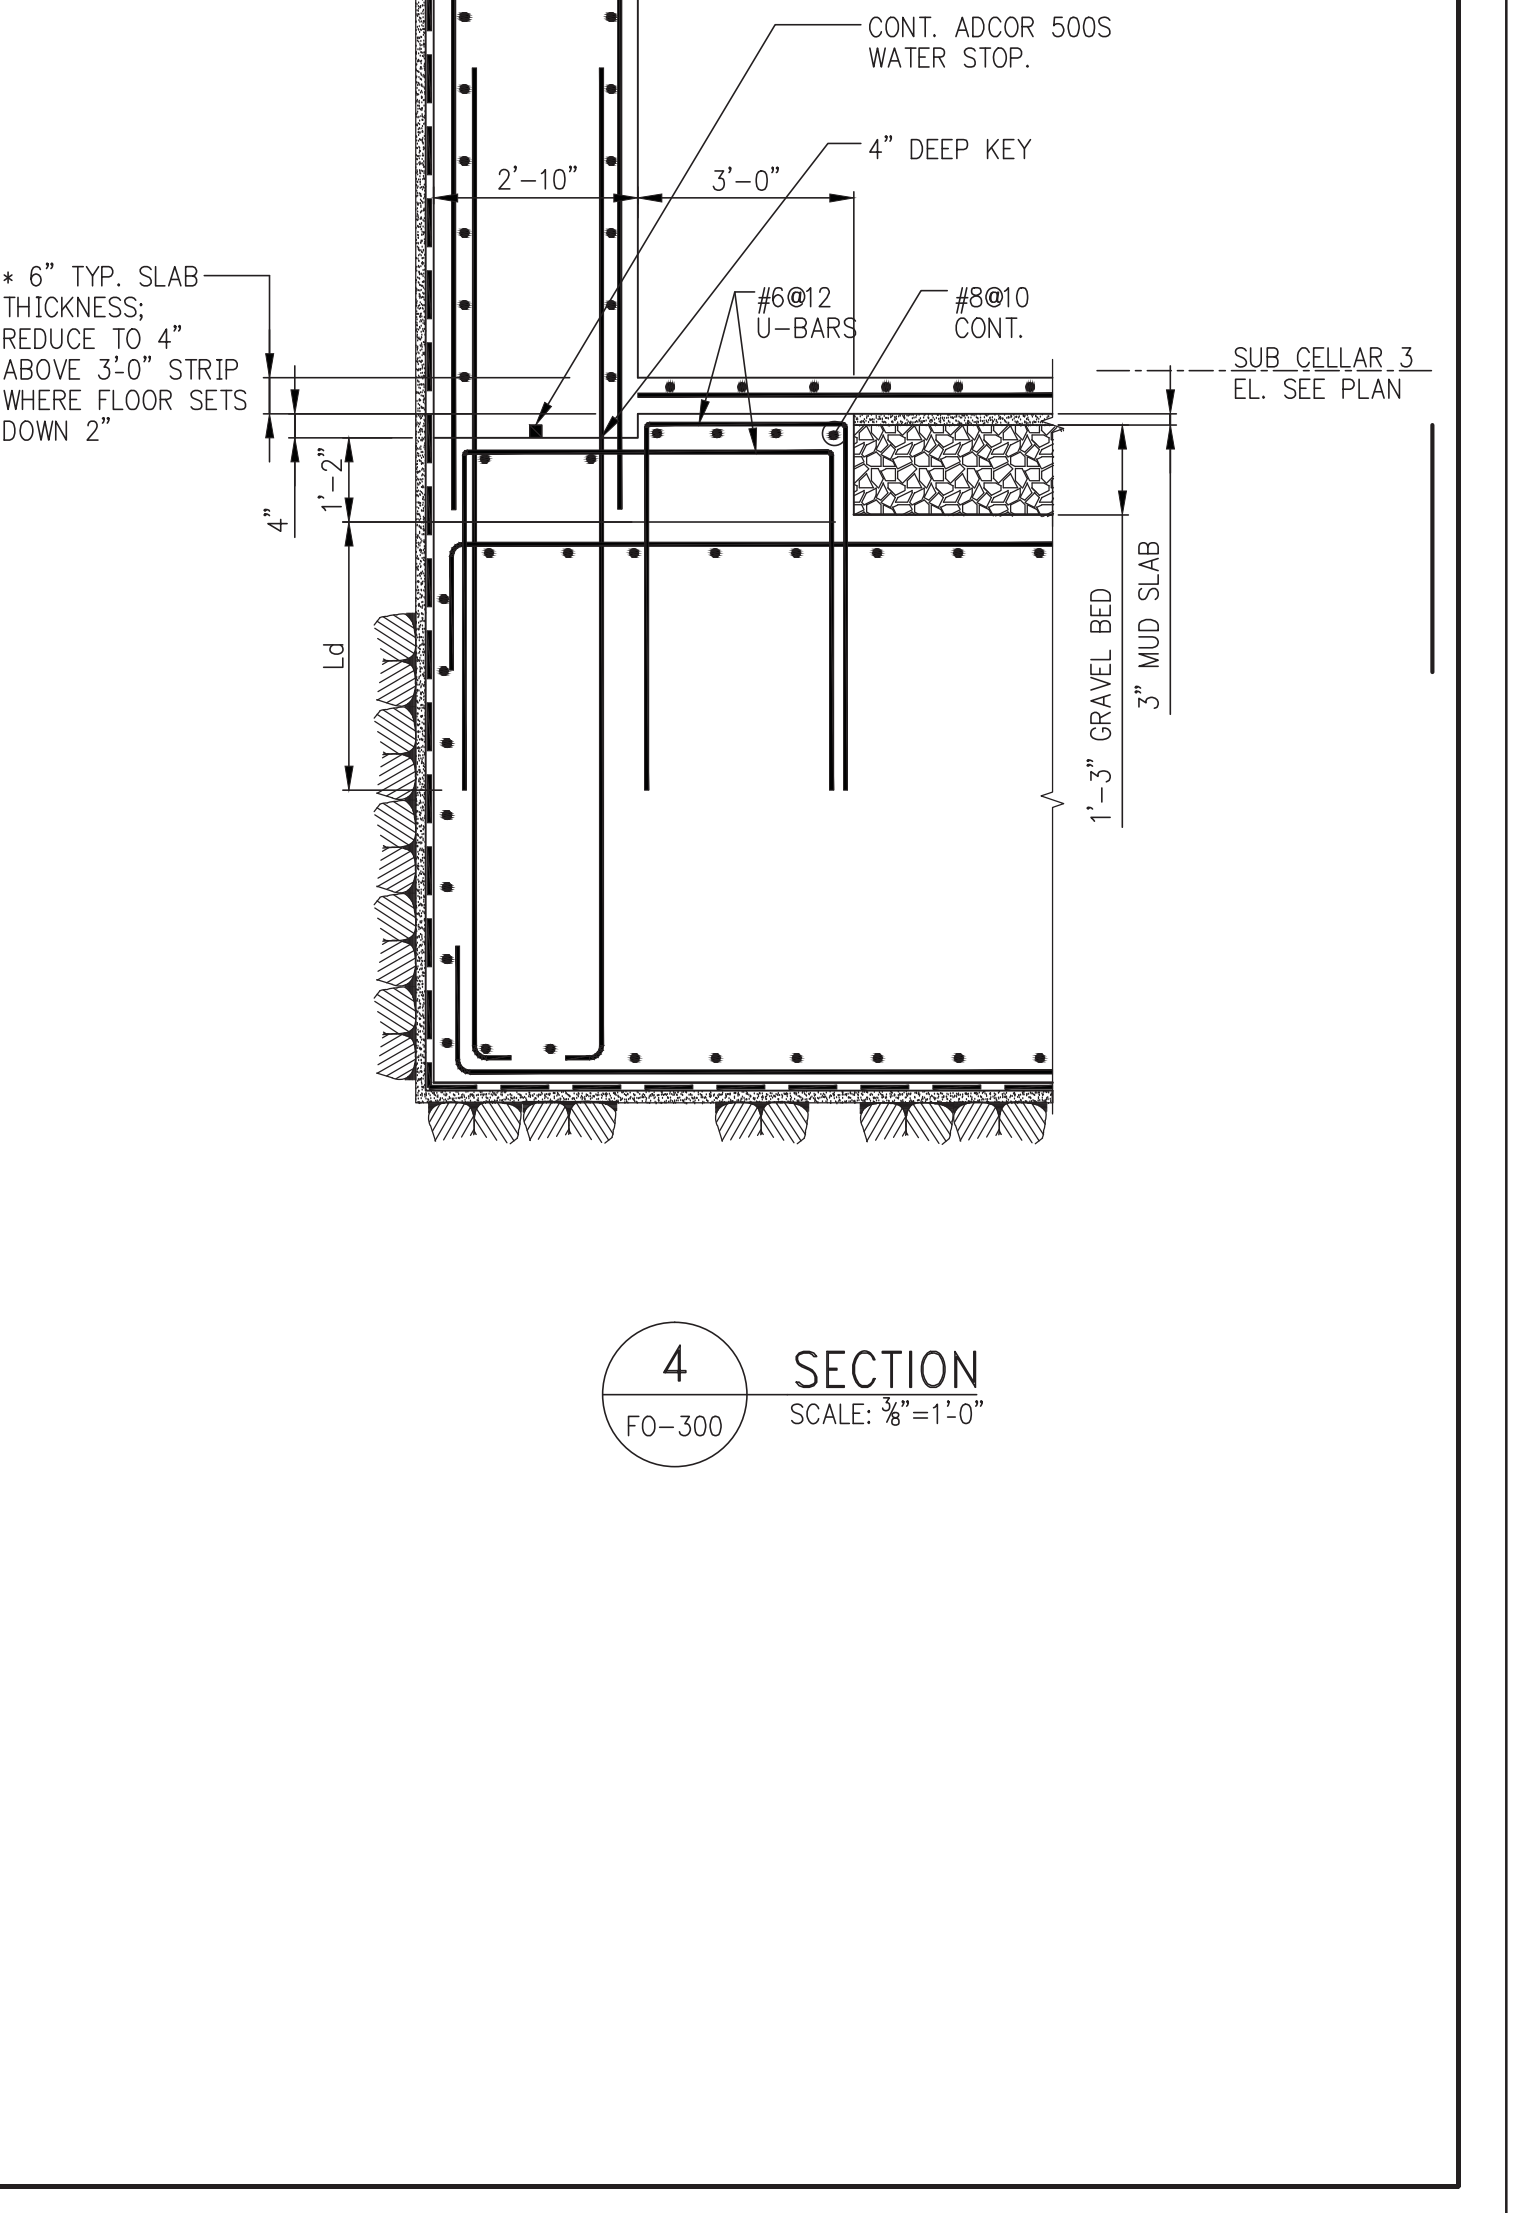 CONT. ADCOR 500S
WATER STOP.
4" DEEP KEY
2'-10"
3'-0"
* 6" TYP. SLAB
THICKNESS;
REDUCE TO 4"
ABOVE 3'-0" STRIP
WHERE FLOOR SETS
DOWN 2"
#6@12
U-BARS
#8@10
CONT.
SUB CELLAR 3
EL. SEE PLAN
4"
1'-2"
Ld
1'-3" GRAVEL BED
3" MUD SLAB
4
FO-300
SECTION
SCALE: 3/8"=1'-0"